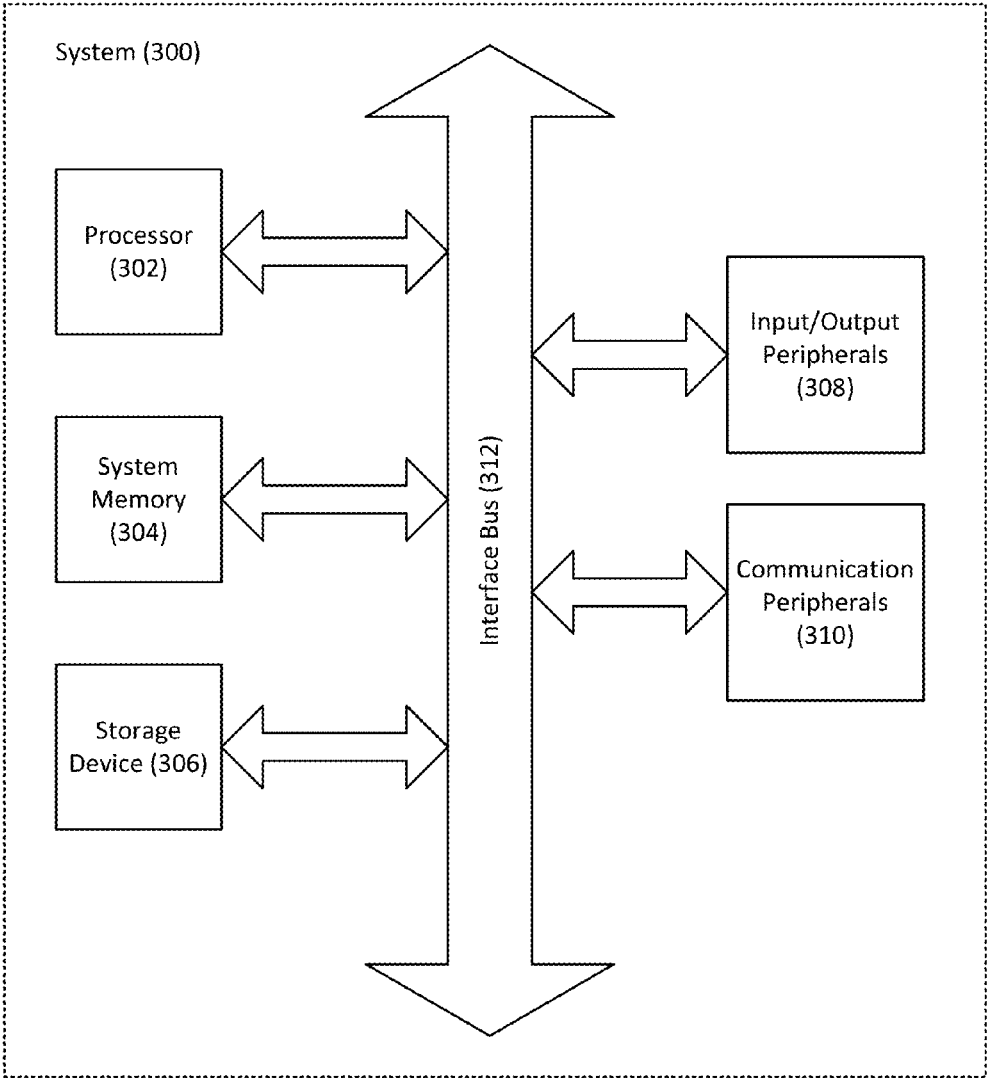 System (300)
Processor
(302)
System
Memory
(304)
Storage
Device (306)
Interface Bus (312)
Input/Output
Peripherals
(308)
Communication
Peripherals
(310)